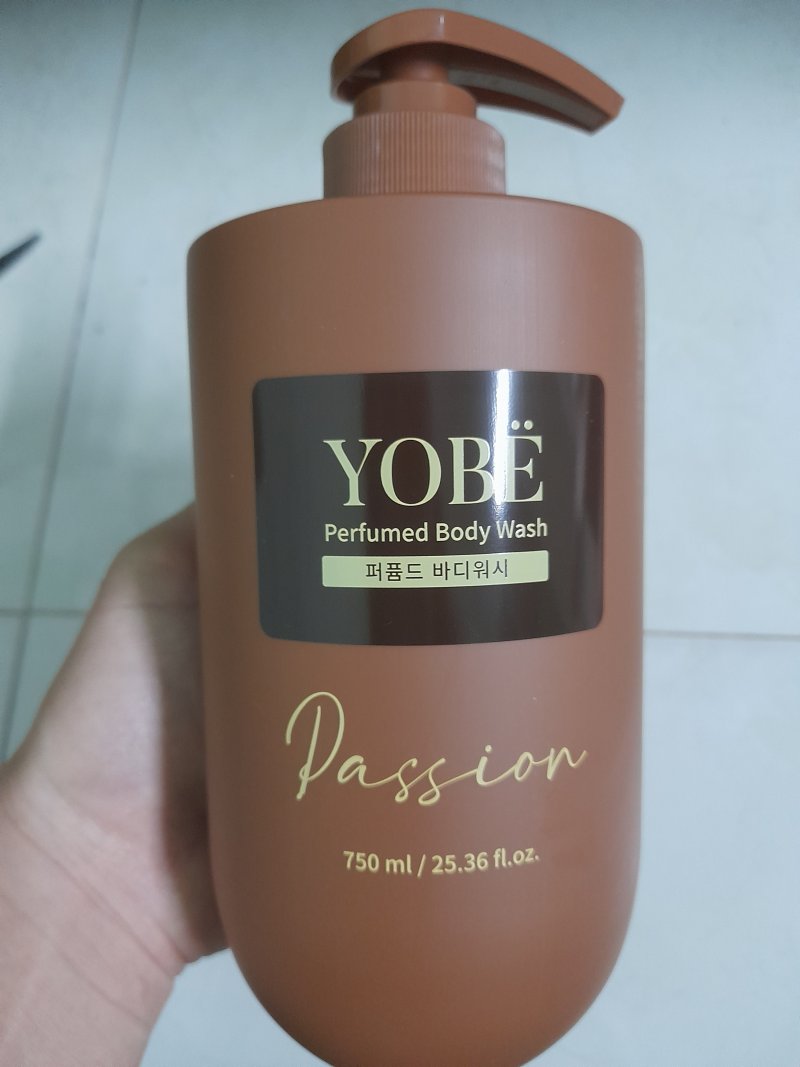 YOBË
Perfumed Body Wash
퍼퓸드 바디워시
Passion
750 ml / 25.36 fl.oz.